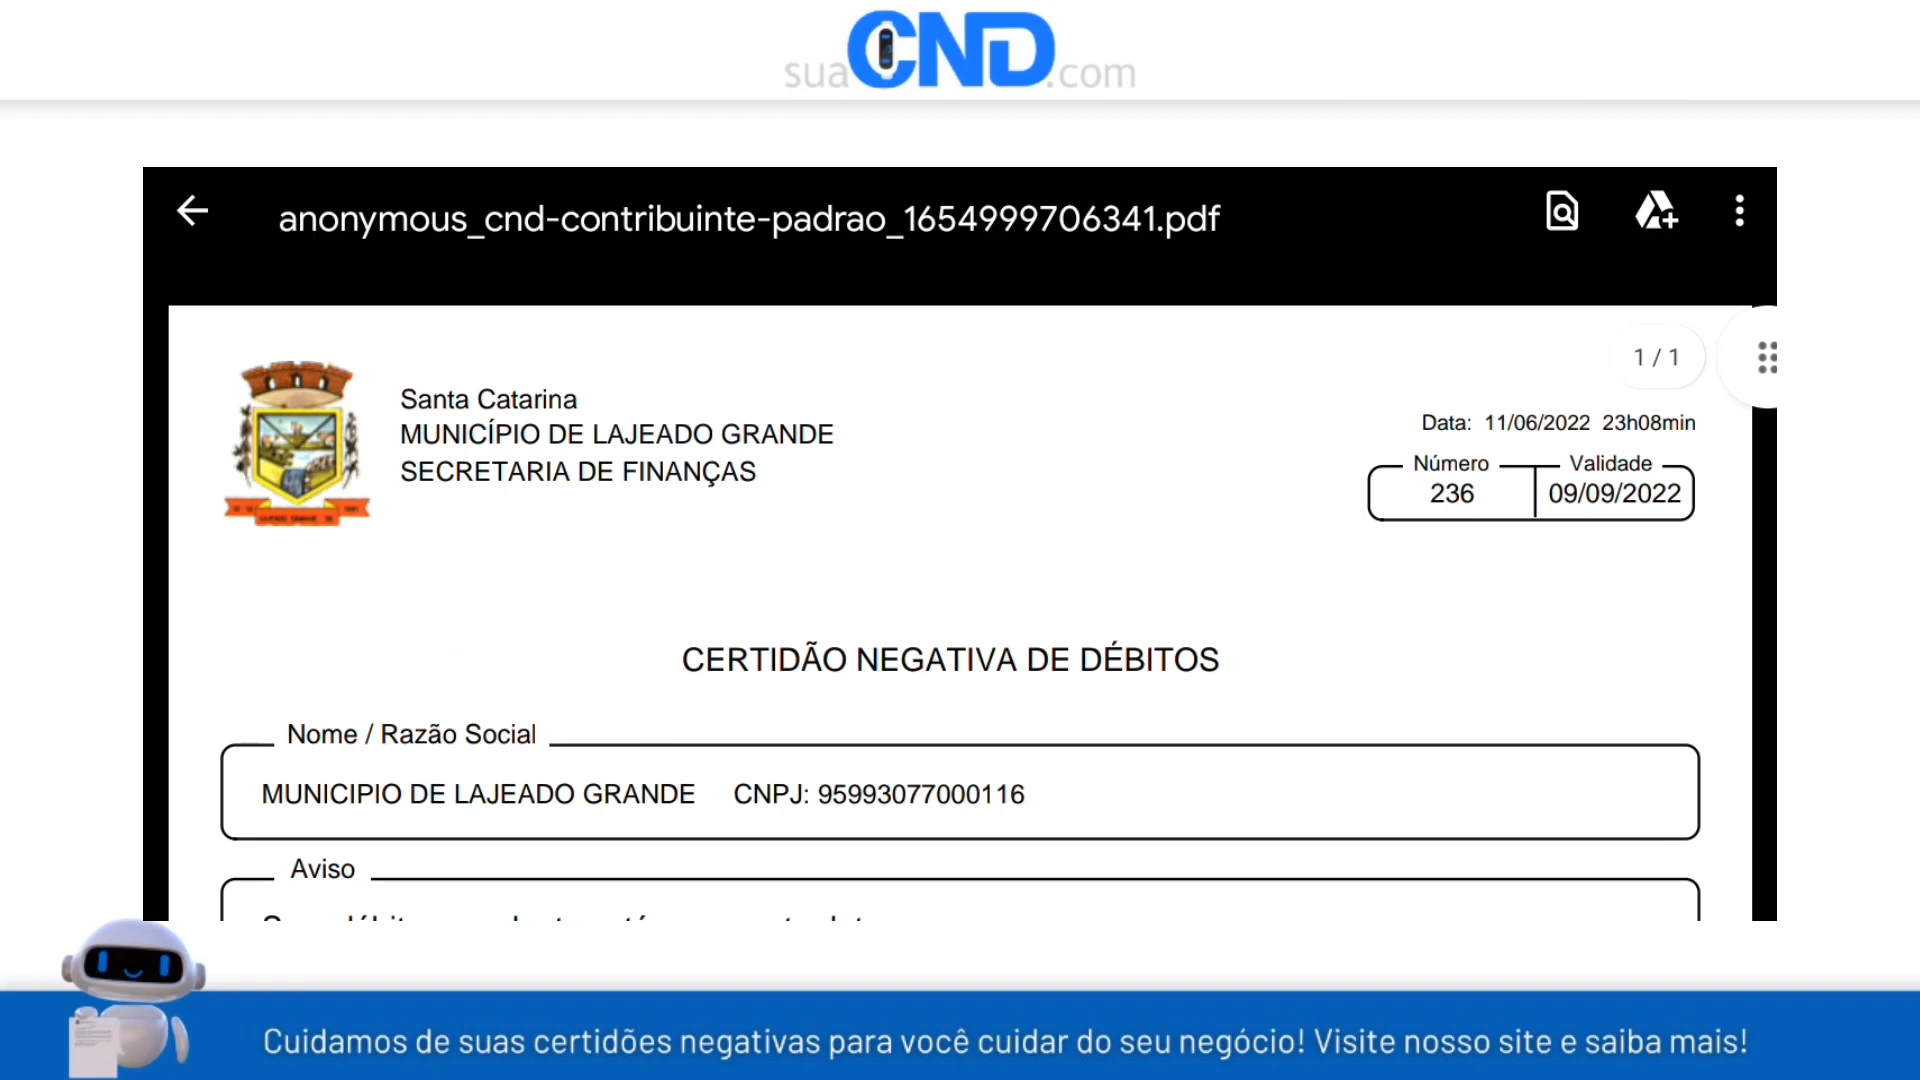 suaCND.com
anonymous_cnd-contribuinte-padrao_1654999706341.pdf
1 / 1
Santa Catarina
MUNICÍPIO DE LAJEADO GRANDE
SECRETARIA DE FINANÇAS
Data: 11/06/2022 23h08min
Número Validade
236 09/09/2022
CERTIDÃO NEGATIVA DE DÉBITOS
Nome / Razão Social
MUNICIPIO DE LAJEADO GRANDE CNPJ: 95993077000116
Aviso
Cuidamos de suas certidões negativas para você cuidar do seu negócio! Visite nosso site e saiba mais!